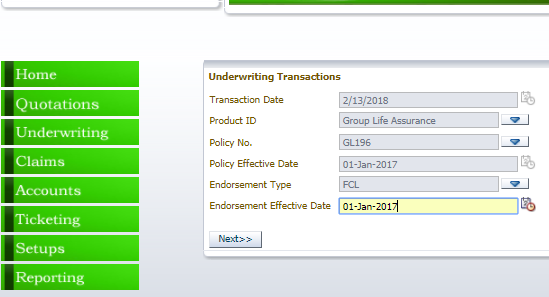 Home
Quotations
Underwriting
Claims
Accounts
Ticketing
Setups
Reporting
Underwriting Transactions
Transaction Date 2/13/2018
Product ID Group Life Assurance
Policy No. GL196
Policy Effective Date 01-Jan-2017
Endorsement Type FCL
Endorsement Effective Date 01-Jan-2017
Next>>